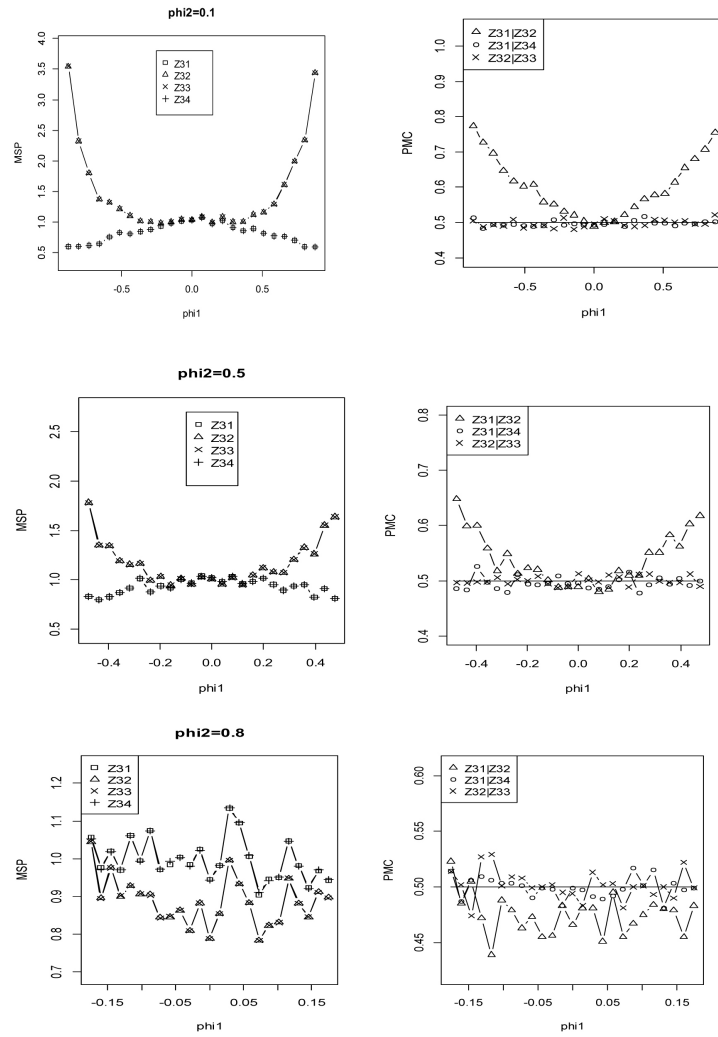 phi2=0.1
4.0
3.5
3.0
2.5
2.0
1.5
1.0
0.5
MSP
Z31
Z32
Z33
Z34
-0.5
0.0
0.5
phi1
1.0
0.9
0.8
0.7
0.6
0.5
0.4
PMC
Z31|Z32
Z31|Z34
Z32|Z33
-0.5
0.0
0.5
phi1
phi2=0.5
2.5
2.0
1.5
1.0
0.5
MSP
Z31
Z32
Z33
Z34
-0.4
-0.2
0.0
0.2
0.4
phi1
0.8
0.7
0.6
0.5
0.4
PMC
Z31|Z32
Z31|Z34
Z32|Z33
-0.4
-0.2
0.0
0.2
0.4
phi1
phi2=0.8
1.2
1.1
1.0
0.9
0.8
0.7
MSP
Z31
Z32
Z33
Z34
-0.15
-0.05
0.05
0.15
phi1
0.60
0.55
0.50
0.45
PMC
Z31|Z32
Z31|Z34
Z32|Z33
-0.15
-0.05
0.05
0.15
phi1